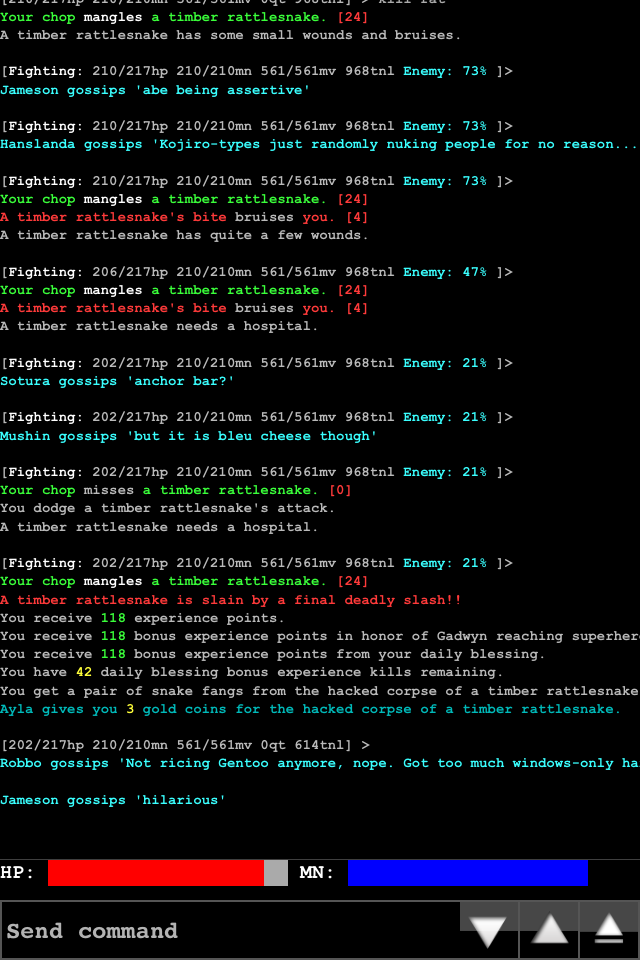 [210/217hp 210/210mn 561/561mv 0qt 968tnl] > kill rat
Your chop mangles a timber rattlesnake. [24]
A timber rattlesnake has some small wounds and bruises.
[Fighting: 210/217hp 210/210mn 561/561mv 968tnl Enemy: 73% ]>
Jameson gossips 'abe being assertive'
[Fighting: 210/217hp 210/210mn 561/561mv 968tnl Enemy: 73% ]>
Hanslanda gossips 'Kojiro-types just randomly nuking people for no reason...
[Fighting: 210/217hp 210/210mn 561/561mv 968tnl Enemy: 73% ]>
Your chop mangles a timber rattlesnake. [24]
A timber rattlesnake's bite bruises you. [4]
A timber rattlesnake has quite a few wounds.
[Fighting: 206/217hp 210/210mn 561/561mv 968tnl Enemy: 47% ]>
Your chop mangles a timber rattlesnake. [24]
A timber rattlesnake's bite bruises you. [4]
A timber rattlesnake needs a hospital.
[Fighting: 202/217hp 210/210mn 561/561mv 968tnl Enemy: 21% ]>
Sotura gossips 'anchor bar?'
[Fighting: 202/217hp 210/210mn 561/561mv 968tnl Enemy: 21% ]>
Mushin gossips 'but it is bleu cheese though'
[Fighting: 202/217hp 210/210mn 561/561mv 968tnl Enemy: 21% ]>
Your chop misses a timber rattlesnake. [0]
You dodge a timber rattlesnake's attack.
A timber rattlesnake needs a hospital.
[Fighting: 202/217hp 210/210mn 561/561mv 968tnl Enemy: 21% ]>
Your chop mangles a timber rattlesnake. [24]
A timber rattlesnake is slain by a final deadly slash!!
You receive 118 experience points.
You receive 118 bonus experience points in honor of Gadwyn reaching superher
You receive 118 bonus experience points from your daily blessing.
You have 42 daily blessing bonus experience kills remaining.
You get a pair of snake fangs from the hacked corpse of a timber rattlesnake
Ayla gives you 3 gold coins for the hacked corpse of a timber rattlesnake.
[202/217hp 210/210mn 561/561mv 0qt 614tnl] >
Robbo gossips 'Not ricing Gentoo anymore, nope. Got too much windows-only ha
Jameson gossips 'hilarious'
HP: MN:
Send command